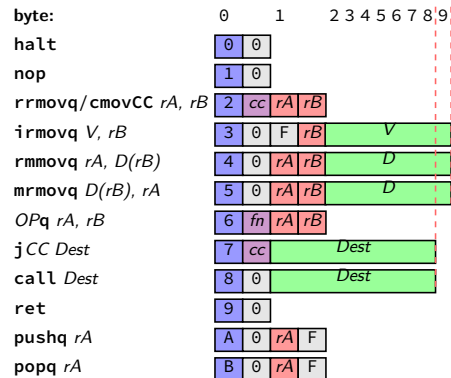 byte: 0 1 2 3 4 5 6 7 8 9
halt 0 0
nop 1 0
rrmovq/cmovCC rA, rB 2 cc rA rB
irmovq V, rB 3 0 F rB V
rmmovq rA, D(rB) 4 0 rA rB D
mrmovq D(rB), rA 5 0 rA rB D
OPq rA, rB 6 fn rA rB
jCC Dest 7 cc Dest
call Dest 8 0 Dest
ret 9 0
pushq rA A 0 rA F
popq rA B 0 rA F